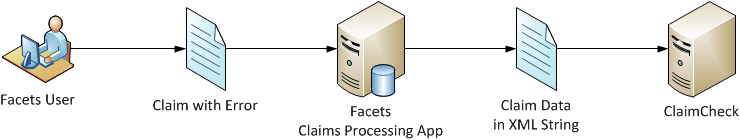 Facets User
Claim with Error
Facets
Claims Processing App
Claim Data
in XML String
ClaimCheck